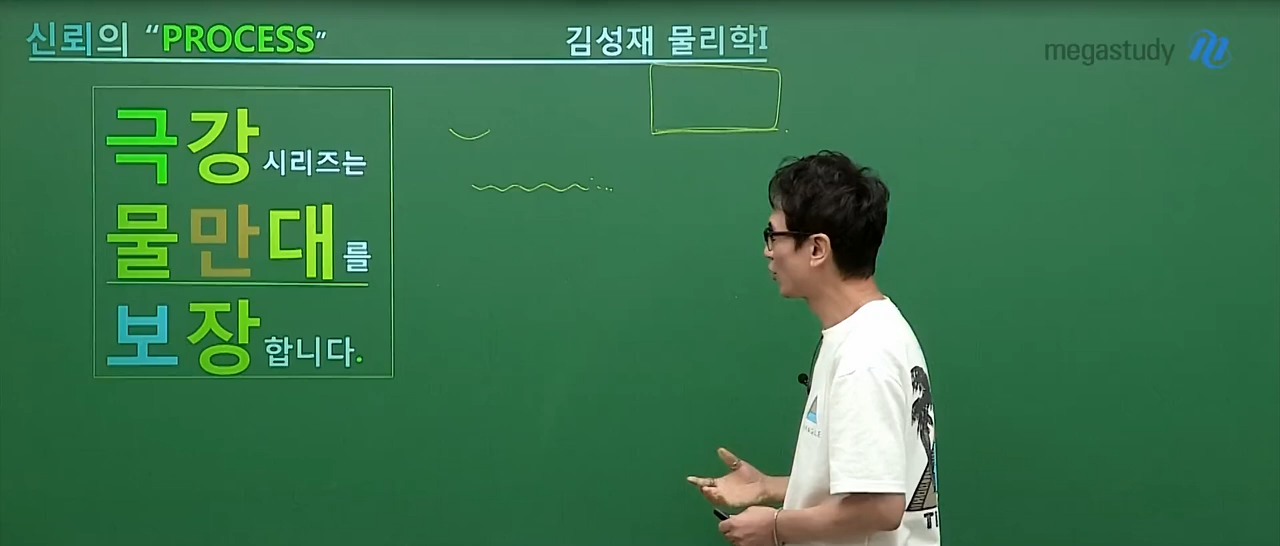 신뢰의 “PROCESS”
김성재 물리학I
megastudy
극강시리즈는
물만대를
보장합니다.